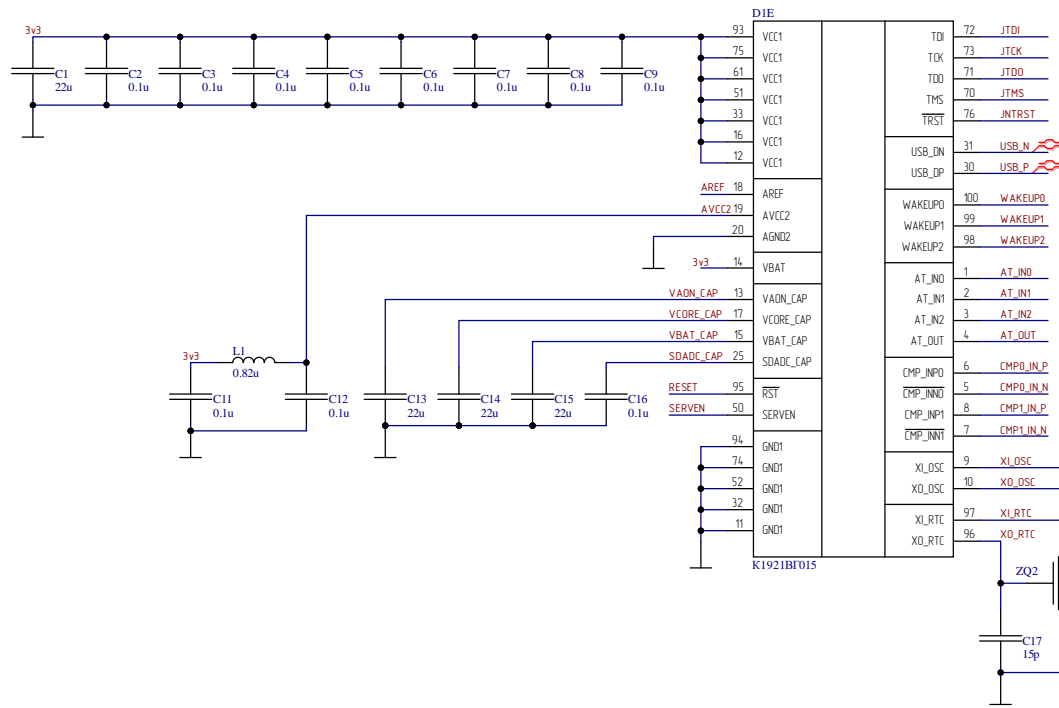 D1E
3v3
C1
22u
C2
0.1u
C3
0.1u
C4
0.1u
C5
0.1u
C6
0.1u
C7
0.1u
C8
0.1u
C9
0.1u
93 VCC1
75 VCC1
61 VCC1
51 VCC1
33 VCC1
16 VCC1
12 VCC1
AREF 18 AREF
AVCC2 19 AVCC2
20 AGND2
3v3 14 VBAT
VAON_CAP 13 VAON_CAP
VCORE_CAP 17 VCORE_CAP
VBAT_CAP 15 VBAT_CAP
SDADC_CAP 25 SDADC_CAP
RESET 95 RST
SERVEN 50 SERVEN
94 GND1
74 GND1
52 GND1
32 GND1
11 GND1
3v3
L1
0.82u
C11
0.1u
C12
0.1u
C13
22u
C14
22u
C15
22u
C16
0.1u
TDI 72 JTDI
TCK 73 JTCK
TDO 71 JTDO
TMS 70 JTMS
TRST 76 JNTRST
USB_DN 31 USB_N
USB_DP 30 USB_P
WAKEUP0 100 WAKEUP0
WAKEUP1 99 WAKEUP1
WAKEUP2 98 WAKEUP2
AT_IN0 1 AT_IN0
AT_IN1 2 AT_IN1
AT_IN2 3 AT_IN2
AT_OUT 4 AT_OUT
CMP_INP0 6 CMP0_IN_P
CMP_INN0 5 CMP0_IN_N
CMP_INP1 8 CMP1_IN_P
CMP_INN1 7 CMP1_IN_N
XI_OSC 9 XI_OSC
XO_OSC 10 XO_OSC
XI_RTC 97 XI_RTC
XO_RTC 96 XO_RTC
К1921ВГ015
ZQ2
C17
15p